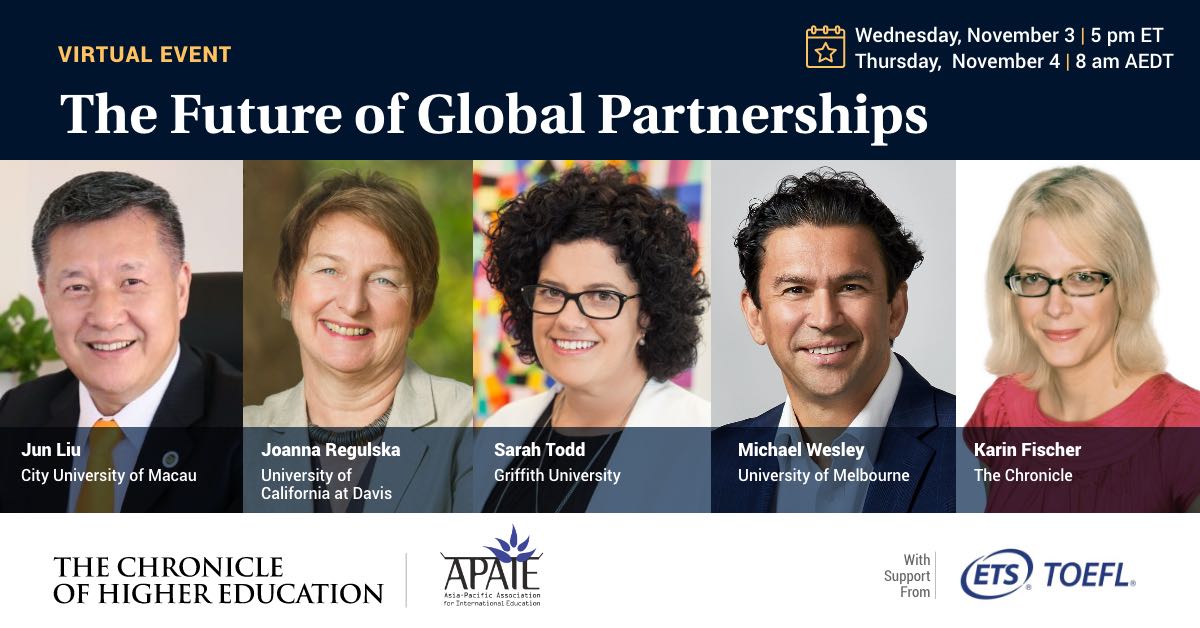 VIRTUAL EVENT
Wednesday, November 3 | 5 pm ET
Thursday, November 4 | 8 am AEDT
The Future of Global Partnerships
Jun Liu
City University of Macau
Joanna Regulska
University of
California at Davis
Sarah Todd
Griffith University
Michael Wesley
University of Melbourne
Karin Fischer
The Chronicle
THE CHRONICLE
OF HIGHER EDUCATION
APAIE
Asia-Pacific Association
for International Education
With
Support
From
ETS® TOEFL®